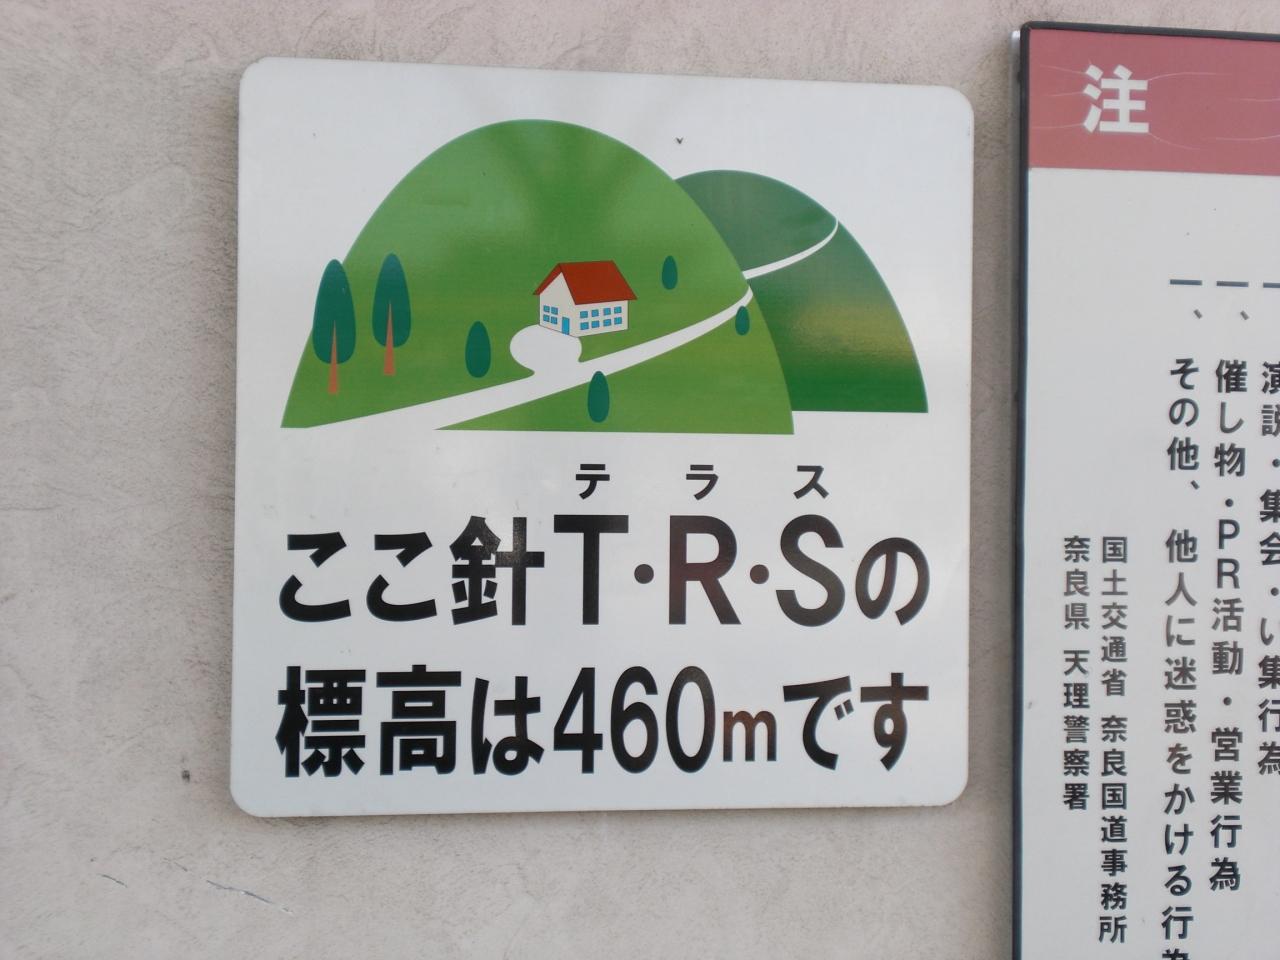 テラス
ここ針T・R・Sの
標高は460mです
注
演説・集会・い集行為
一、催し物・PR活動・営業行為
一、その他、他人に迷惑をかける行為
国土交通省 奈良国道事務所
奈良県 天理警察署